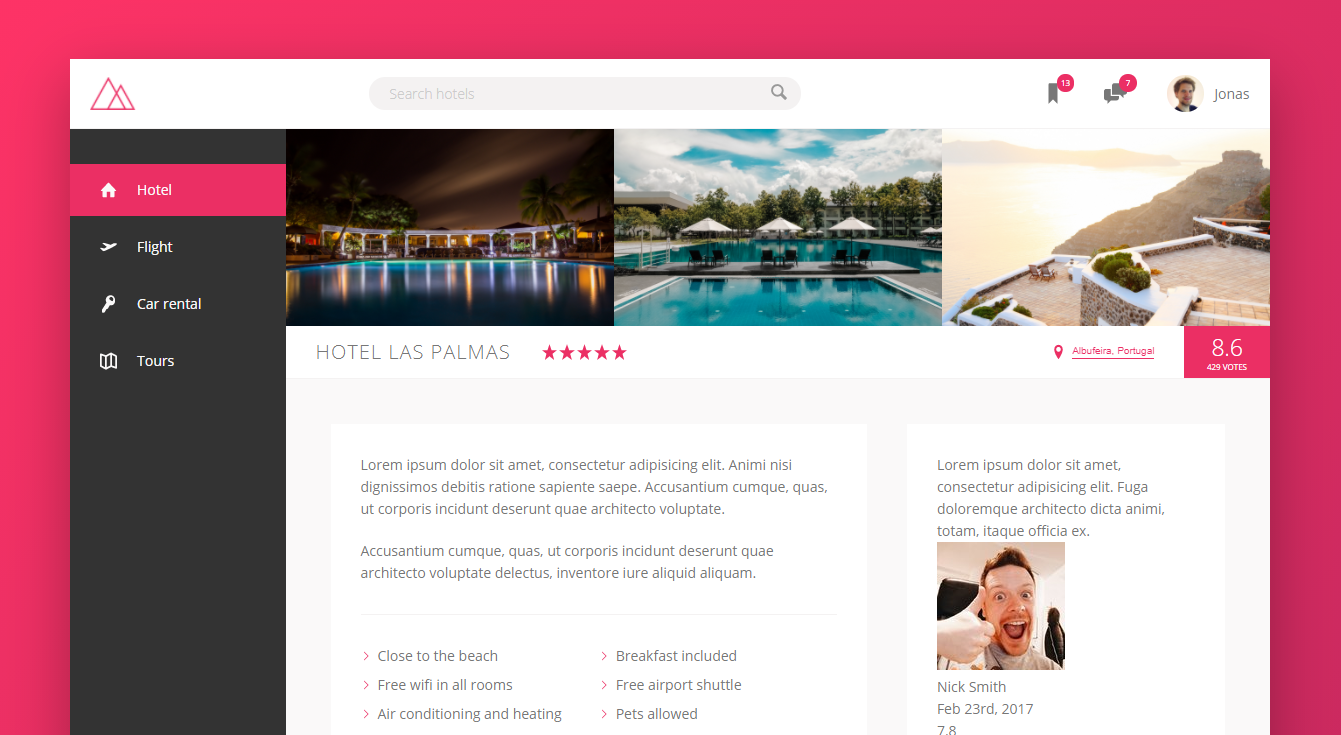 Search hotels
13
7
Jonas
Hotel
Flight
Car rental
Tours
HOTEL LAS PALMAS
Albufeira, Portugal
8.6
429 VOTES
Lorem ipsum dolor sit amet, consectetur adipisicing elit. Animi nisi
dignissimos debitis ratione sapiente saepe. Accusantium cumque, quas,
ut corporis incidunt deserunt quae architecto voluptate.
Accusantium cumque, quas, ut corporis incidunt deserunt quae
architecto voluptate delectus, inventore iure aliquid aliquam.
Close to the beach
Breakfast included
Free wifi in all rooms
Free airport shuttle
Air conditioning and heating
Pets allowed
Lorem ipsum dolor sit amet,
consectetur adipisicing elit. Fuga
doloremque architecto dicta animi,
totam, itaque officia ex.
Nick Smith
Feb 23rd, 2017
7.8